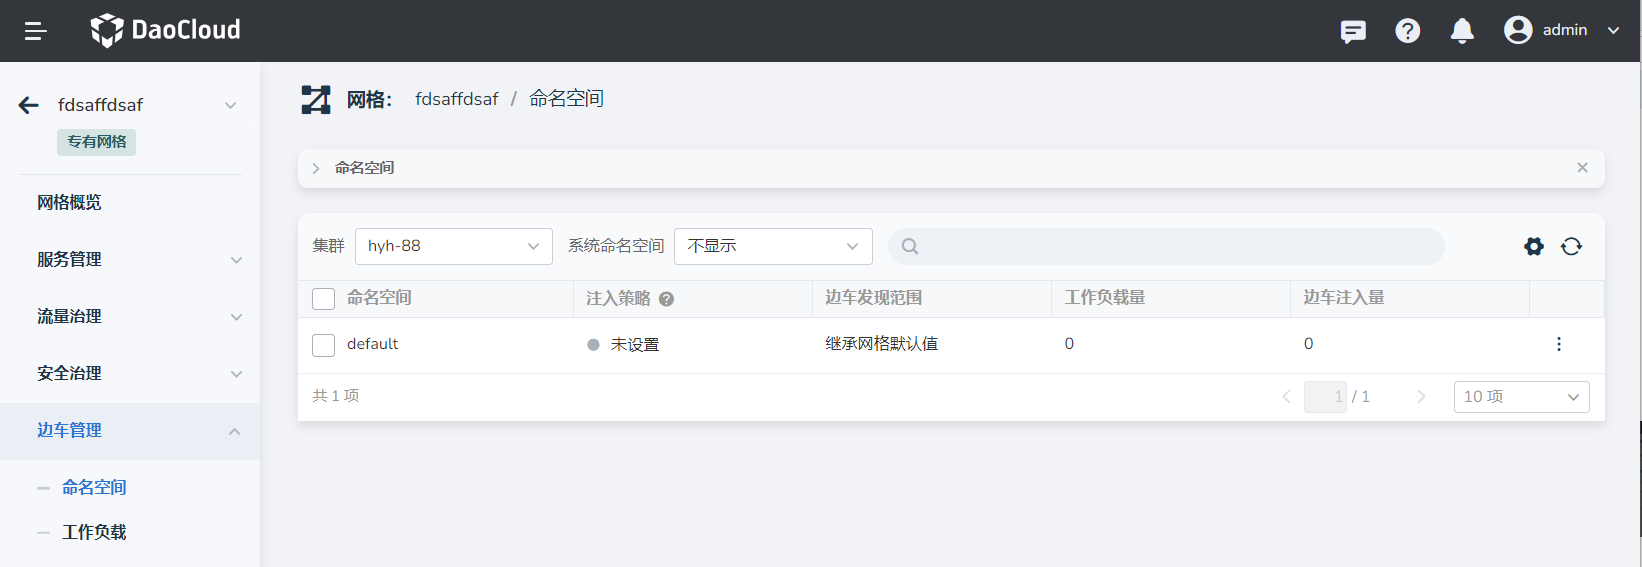 DaoCloud
admin
fdsaffdsaf
专有网格
网格概览
服务管理
流量治理
安全治理
边车管理
命名空间
工作负载
网格： fdsaffdsaf / 命名空间
命名空间
集群 hyh-88 系统命名空间 不显示
命名空间 注入策略 边车发现范围 工作负载量 边车注入量
default 未设置 继承网格默认值 0 0
共 1 项 1 / 1 10 项